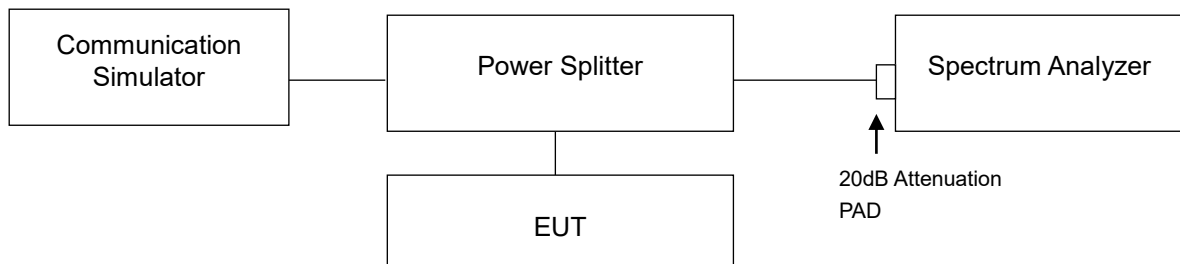 Communication
Simulator
Power Splitter
Spectrum Analyzer
20dB Attenuation
PAD
EUT